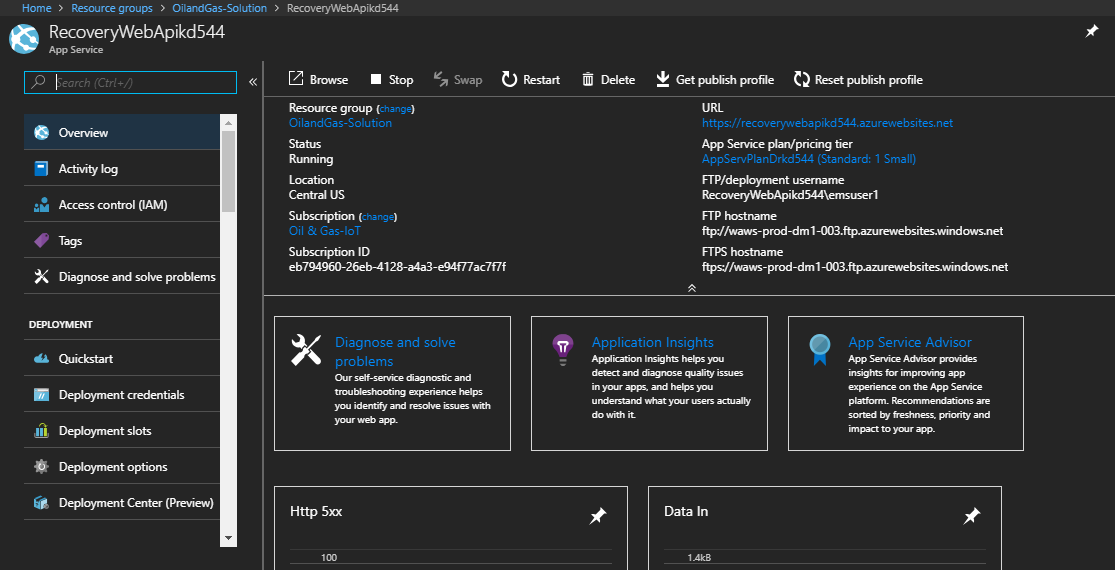 Home > Resource groups > OilandGas-Solution > RecoveryWebApikd544
RecoveryWebApikd544
App Service
Search (Ctrl+/)
«
Overview
Activity log
Access control (IAM)
Tags
Diagnose and solve problems
DEPLOYMENT
Quickstart
Deployment credentials
Deployment slots
Deployment options
Deployment Center (Preview)
Browse Stop Swap Restart Delete Get publish profile Reset publish profile
Resource group (change)
OilandGas-Solution
Status
Running
Location
Central US
Subscription (change)
Oil & Gas-IoT
Subscription ID
eb794960-26eb-4128-a4a3-e94f77ac7f7f
URL
https://recoverywebapikd544.azurewebsites.net
App Service plan/pricing tier
AppServPlanDrkd544 (Standard: 1 Small)
FTP/deployment username
RecoveryWebApikd544\emsuser1
FTP hostname
ftp://waws-prod-dm1-003.ftp.azurewebsites.windows.net
FTPS hostname
ftps://waws-prod-dm1-003.ftp.azurewebsites.windows.net
Diagnose and solve
problems
Our self-service diagnostic and
troubleshooting experience helps
you identify and resolve issues with
your web app.
Application Insights
Application Insights helps you
detect and diagnose quality issues
in your apps, and helps you
understand what your users actually
do with it.
App Service Advisor
App Service Advisor provides
insights for improving app
experience on the App Service
platform. Recommendations are
sorted by freshness, priority and
impact to your app.
Http 5xx
100
Data In
1.4kB